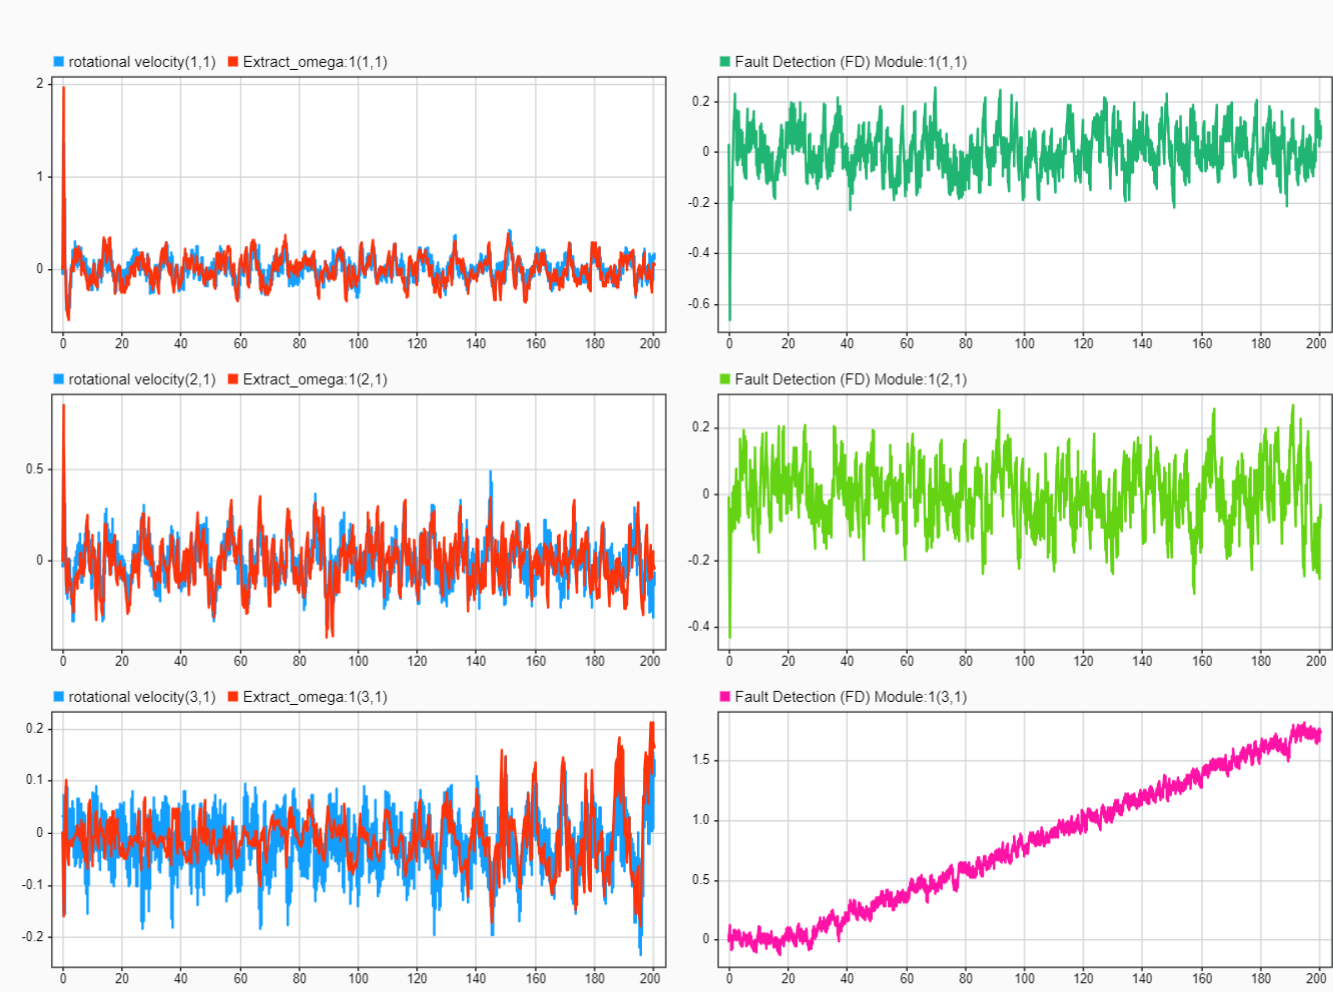 rotational velocity(1,1) Extract_omega:1(1,1)
2
1
0
0 20 40 60 80 100 120 140 160 180 200
Fault Detection (FD) Module:1(1,1)
0.2
0
-0.2
-0.4
-0.6
0 20 40 60 80 100 120 140 160 180 200
rotational velocity(2,1) Extract_omega:1(2,1)
0.5
0
0 20 40 60 80 100 120 140 160 180 200
Fault Detection (FD) Module:1(2,1)
0.2
0
-0.2
-0.4
0 20 40 60 80 100 120 140 160 180 200
rotational velocity(3,1) Extract_omega:1(3,1)
0.2
0.1
0
-0.1
-0.2
0 20 40 60 80 100 120 140 160 180 200
Fault Detection (FD) Module:1(3,1)
1.5
1.0
0.5
0
0 20 40 60 80 100 120 140 160 180 200